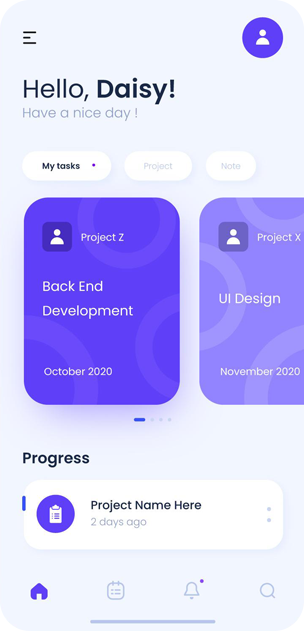 Hello, Daisy!
Have a nice day !
My tasks
Project
Note
Project Z
Back End
Development
October 2020
Project X
UI Design
November 2020
Progress
Project Name Here
2 days ago